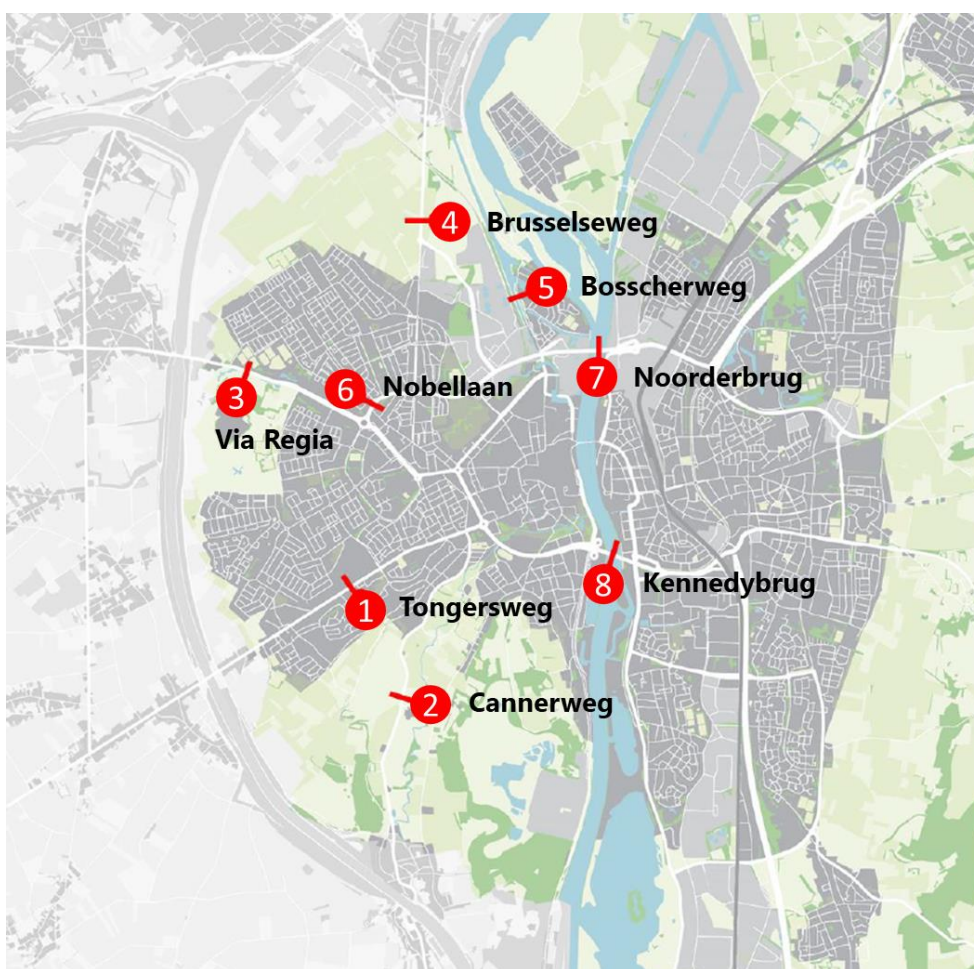 4 Brusselseweg
5 Bosscherweg
6 Nobellaan
7 Noorderbrug
3
Via Regia
8 Kennedybrug
1 Tongersweg
2 Cannerweg